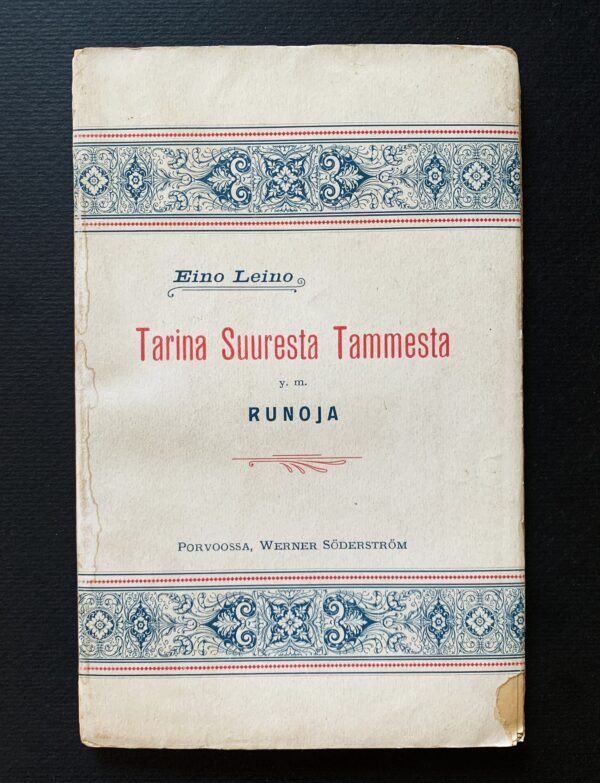 Eino Leino
Tarina Suuresta Tammesta
y. m.
RUNOJA
PORVOOSSA, WERNER SÖDERSTRÖM